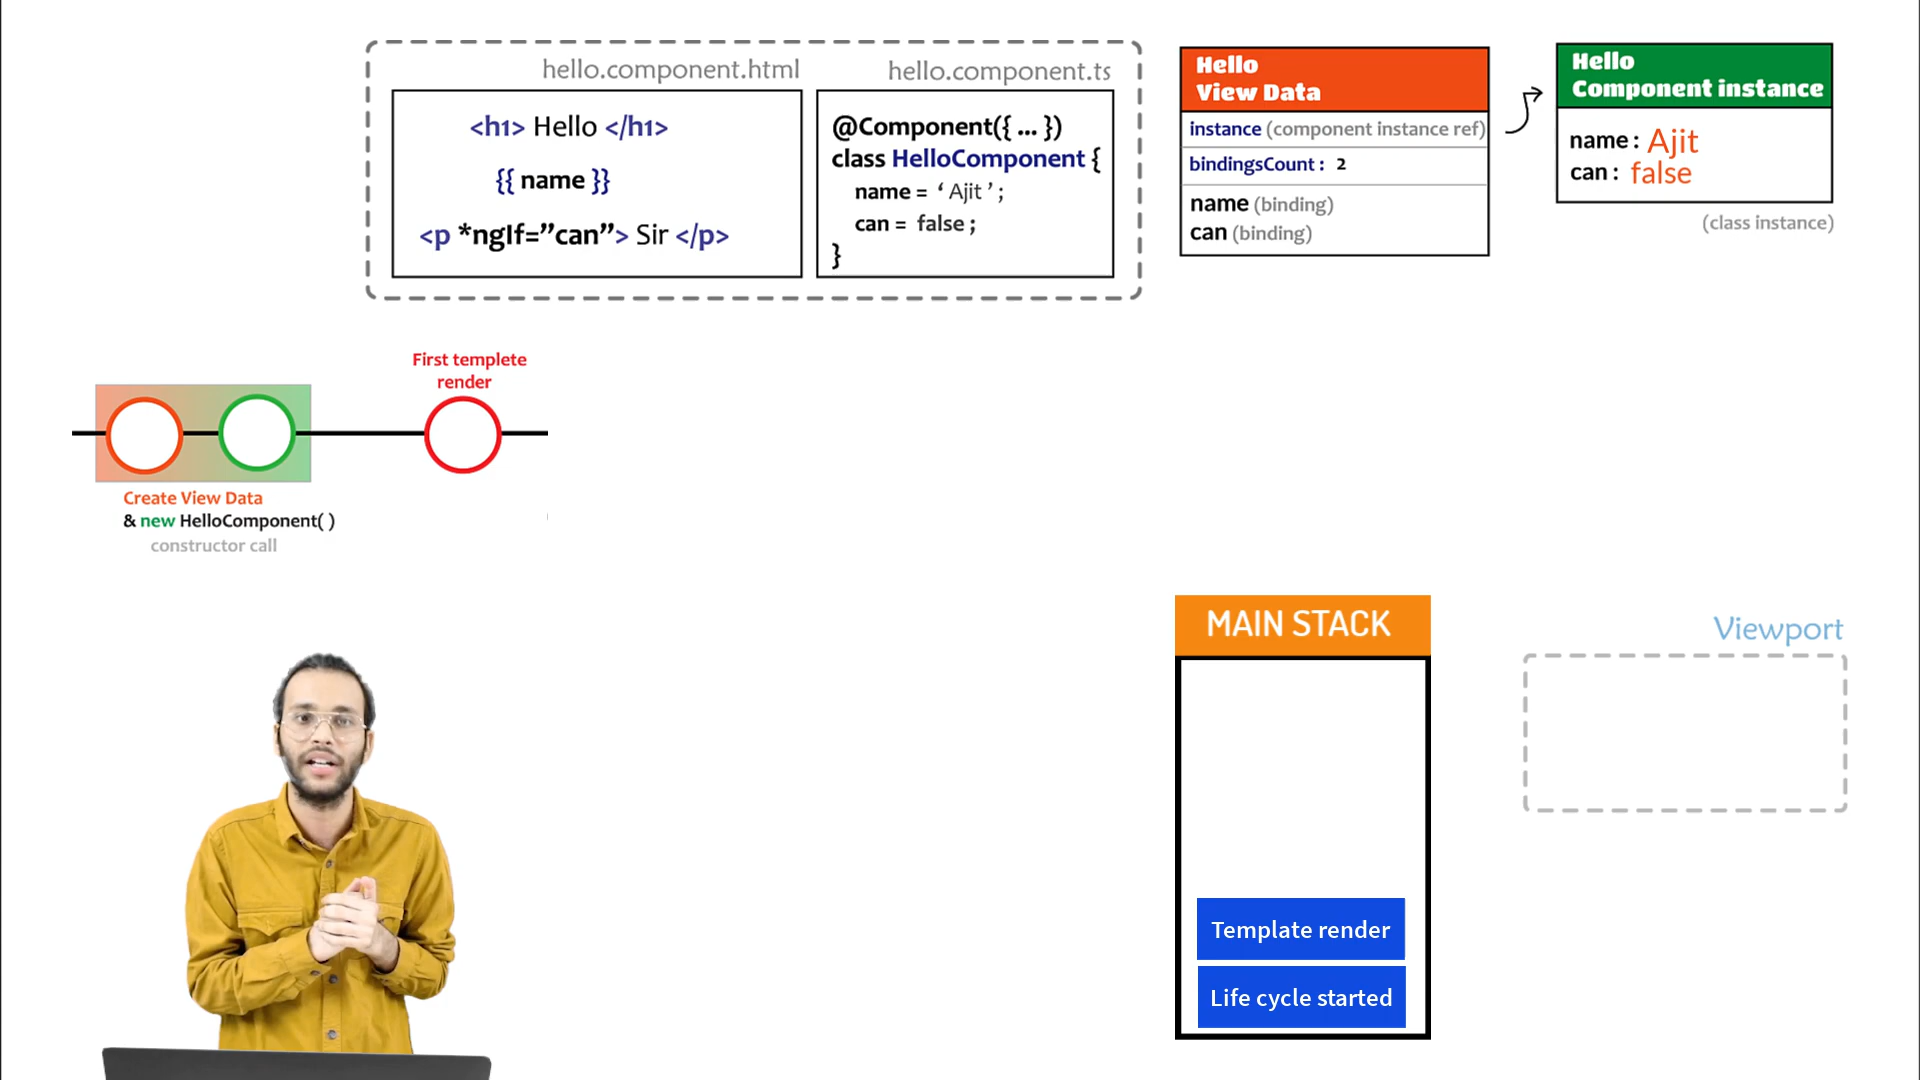 hello.component.html
<h1> Hello </h1>
{{ name }}
<p *ngIf=”can”> Sir </p>
hello.component.ts
@Component({ ... })
class HelloComponent {
name = ‘ Ajit ’ ;
can = false ;
}
Hello
View Data
instance (component instance ref)
bindingsCount : 2
name (binding)
can (binding)
Hello
Component instance
name : Ajit
can : false
(class instance)
First templete
render
Create View Data
& new HelloComponent( )
constructor call
MAIN STACK
Template render
Life cycle started
Viewport